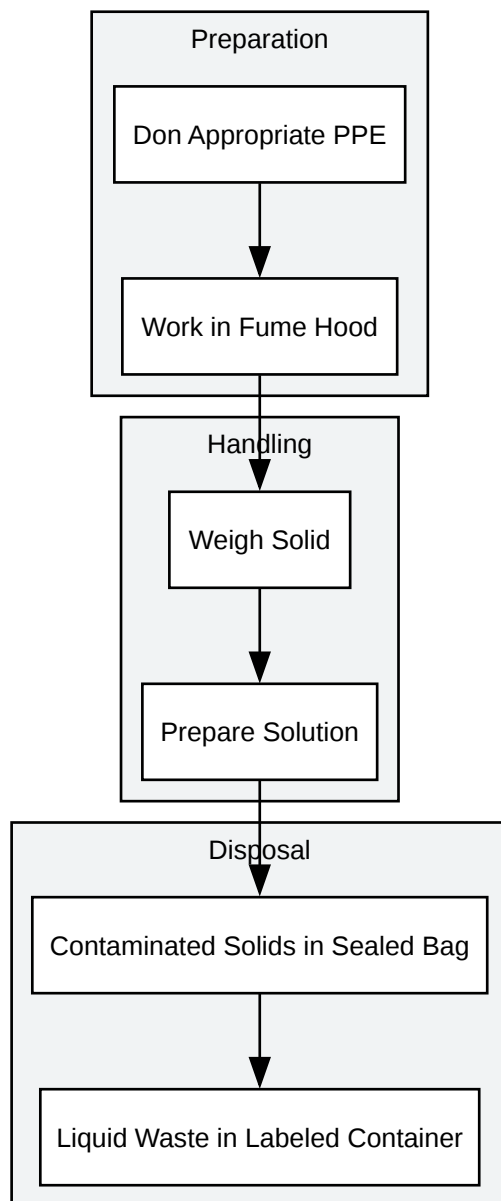 Preparation
Don Appropriate PPE
Work in Fume Hood
Handling
Weigh Solid
Prepare Solution
Disposal
Contaminated Solids in Sealed Bag
Liquid Waste in Labeled Container